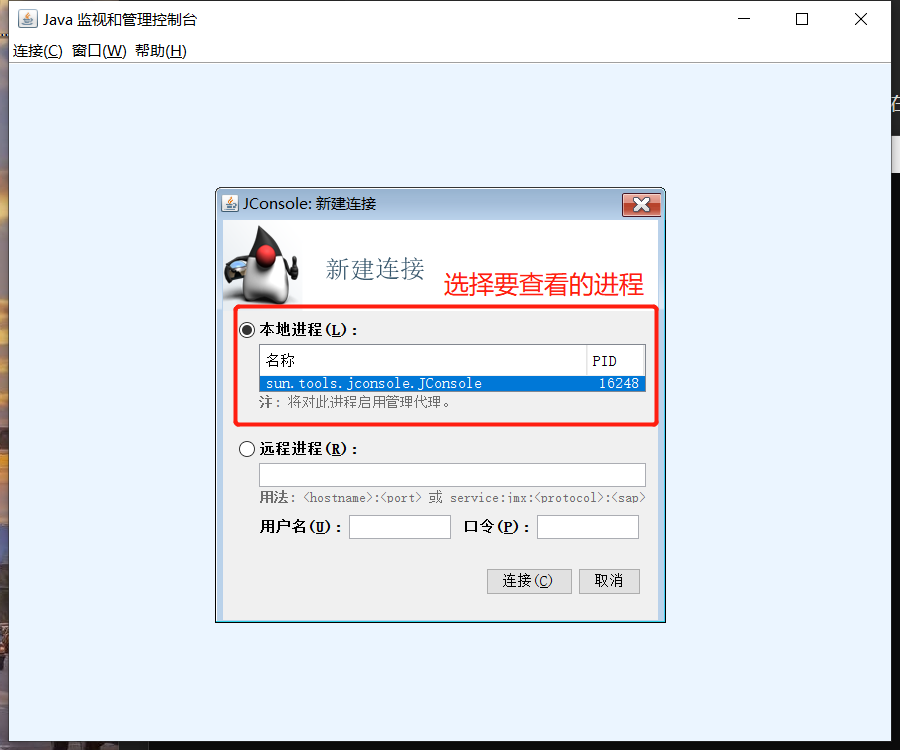 Java 监视和管理控制台
连接(C) 窗口(W) 帮助(H)
在
JConsole: 新建连接
新建连接
选择要查看的进程
本地进程(L):
名称 PID
sun.tools.jconsole.JConsole 16248
注: 将对此进程启用管理代理。
远程进程(R):
用法: <hostname>:<port> 或 service:jmx:<protocol>:<sap>
用户名(U): 口令(P):
连接(C) 取消